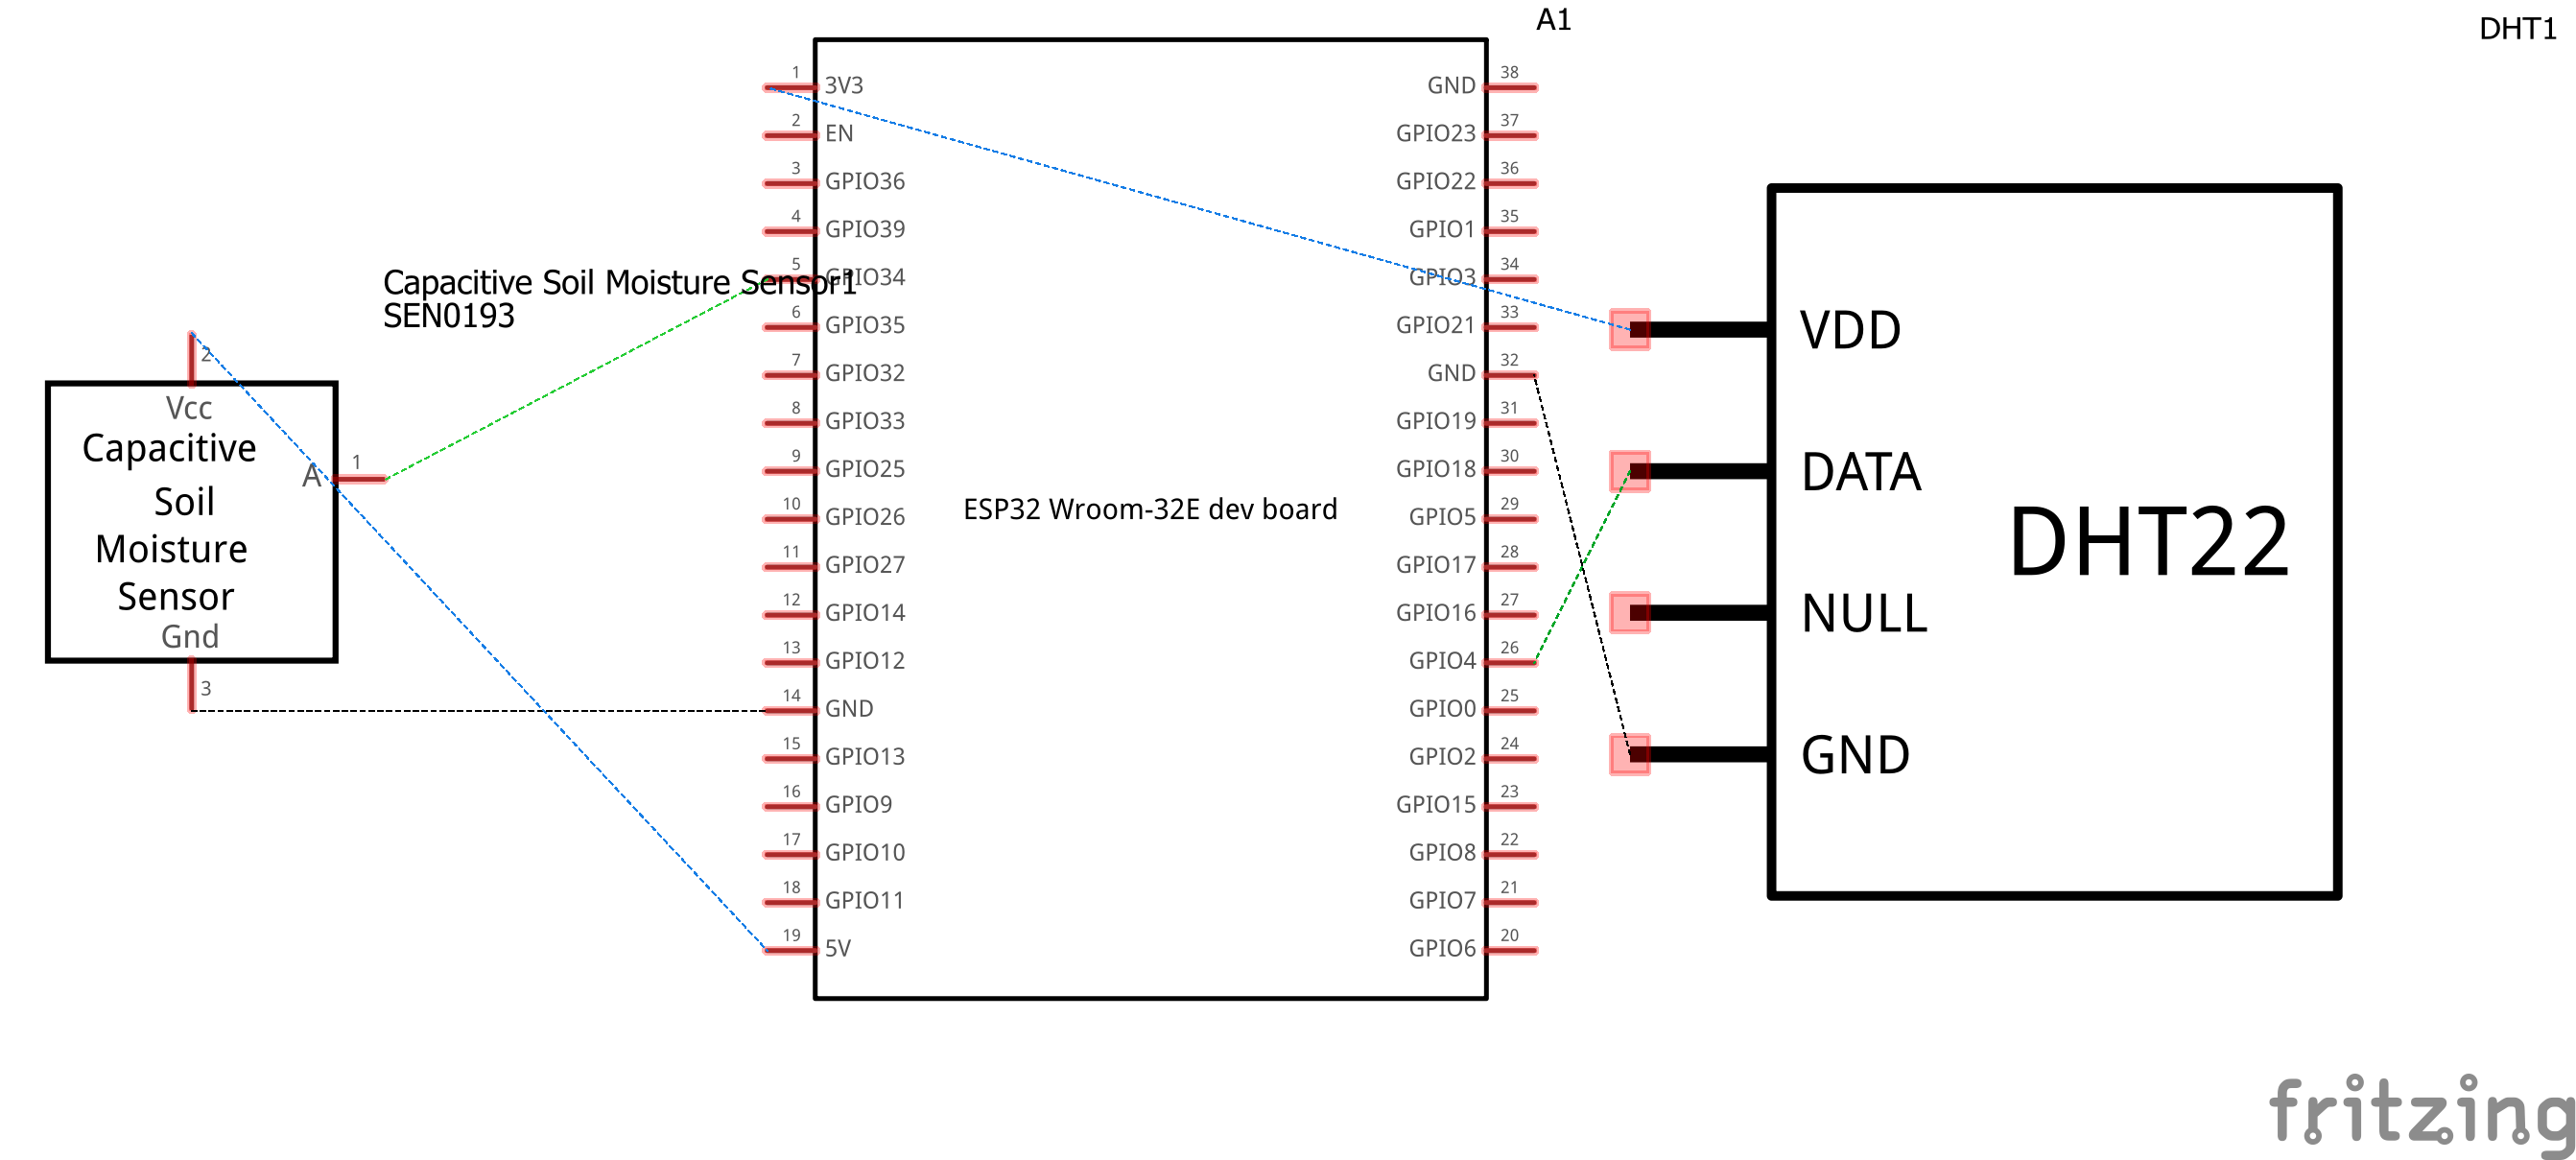 A1
DHT1
1
3V3
2
EN
3
GPIO36
4
GPIO39
5
GPIO34
6
GPIO35
7
GPIO32
8
GPIO33
9
GPIO25
10
GPIO26
11
GPIO27
12
GPIO14
13
GPIO12
14
GND
15
GPIO13
16
GPIO9
17
GPIO10
18
GPIO11
19
5V
38
GND
37
GPIO23
36
GPIO22
35
GPIO1
34
GPIO3
33
GPIO21
32
GND
31
GPIO19
30
GPIO18
29
GPIO5
28
GPIO17
27
GPIO16
26
GPIO4
25
GPIO0
24
GPIO2
23
GPIO15
22
GPIO8
21
GPIO7
20
GPIO6
ESP32 Wroom-32E dev board
Capacitive Soil Moisture Sensor1
SEN0193
2
Vcc
Capacitive
Soil
Moisture
Sensor
Gnd
A
1
3
VDD
DATA
NULL
GND
DHT22
fritzing